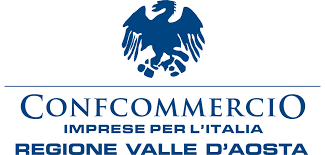 CONFCOMMERCIO
IMPRESE PER L'ITALIA
REGIONE VALLE D'AOSTA